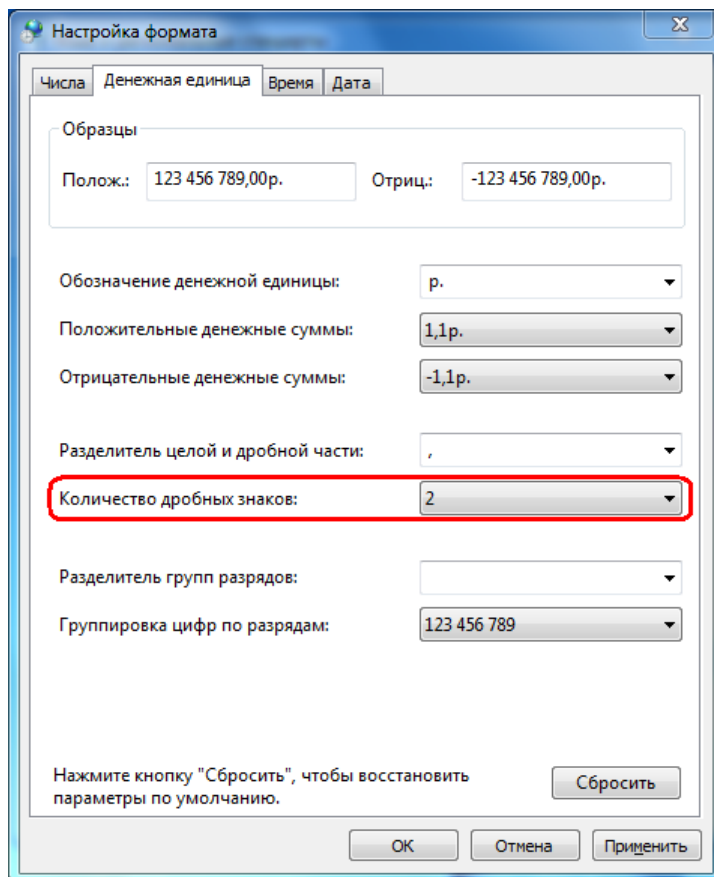 Настройка формата
Числа Денежная единица Время Дата
Образцы
Полож.: 123 456 789,00р. Отриц.: -123 456 789,00р.
Обозначение денежной единицы: р.
Положительные денежные суммы: 1,1р.
Отрицательные денежные суммы: -1,1р.
Разделитель целой и дробной части: ,
Количество дробных знаков: 2
Разделитель групп разрядов:
Группировка цифр по разрядам: 123 456 789
Нажмите кнопку "Сбросить", чтобы восстановить
параметры по умолчанию.
Сбросить
ОК Отмена Применить